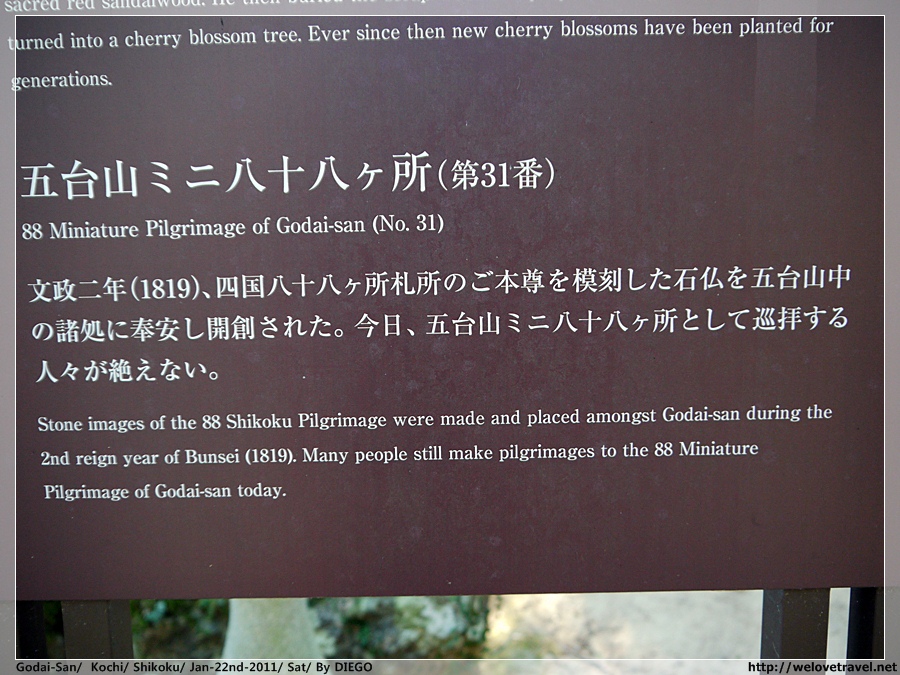 sacred red sandalwood. He then buried the
turned into a cherry blossom tree. Ever since then new cherry blossoms have been planted for
generations.
五台山ミニ八十八ヶ所(第31番)
88 Miniature Pilgrimage of Godai-san (No. 31)
文政二年(1819)、四国八十八ヶ所札所のご本尊を模刻した石仏を五台山中
の諸処に奉安し開創された。今日、五台山ミニ八十八ヶ所として巡拝する
人々が絶えない。
Stone images of the 88 Shikoku Pilgrimage were made and placed amongst Godai-san during the
2nd reign year of Bunsei (1819). Many people still make pilgrimages to the 88 Miniature
Pilgrimage of Godai-san today.
Godai-San/ Kochi/ Shikoku/ Jan-22nd-2011/ Sat/ By DIEGO
http://welovetravel.net